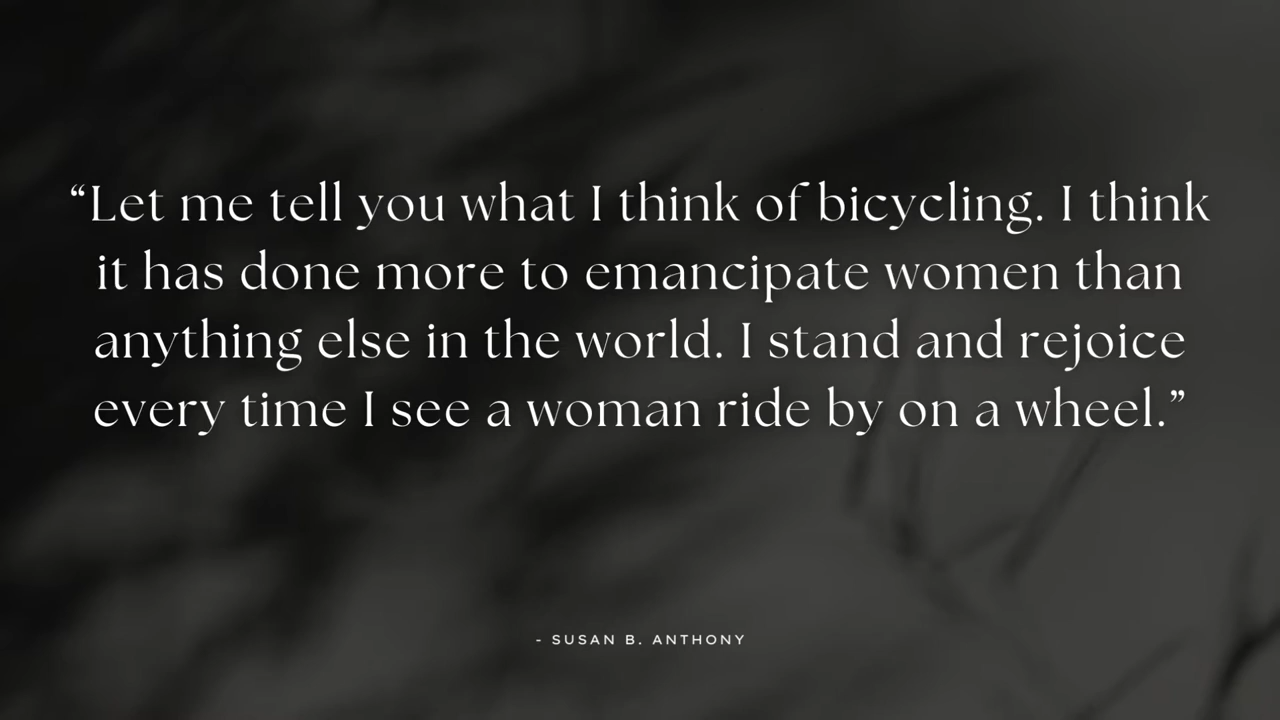 “Let me tell you what I think of bicycling. I think
it has done more to emancipate women than
anything else in the world. I stand and rejoice
every time I see a woman ride by on a wheel.”
- SUSAN B. ANTHONY